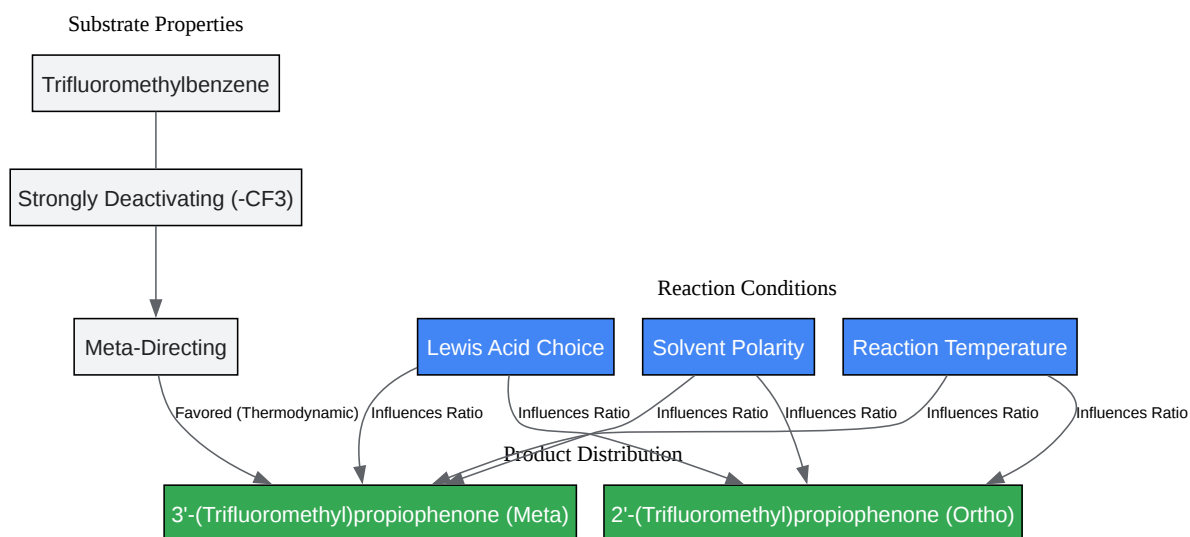 Substrate Properties
Trifluoromethylbenzene
Strongly Deactivating (-CF3)
Reaction Conditions
Meta-Directing
Lewis Acid Choice
Solvent Polarity
Reaction Temperature
Favored (Thermodynamic)
Influences Ratio
Influences Ratio
Influences Ratio
Influences Ratio
Influences Ratio
Influences Ratio
Product Distribution
3'-(Trifluoromethyl)propiophenone (Meta)
2'-(Trifluoromethyl)propiophenone (Ortho)